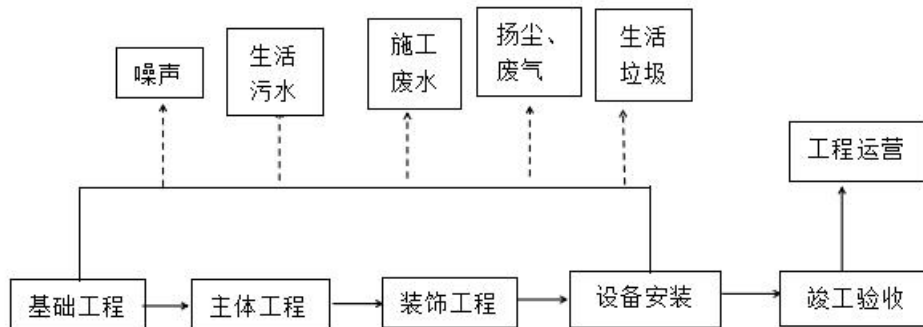 噪声
生活
污水
施工
废水
扬尘、
废气
生活
垃圾
工程运营
基础工程
主体工程
装饰工程
设备安装
竣工验收